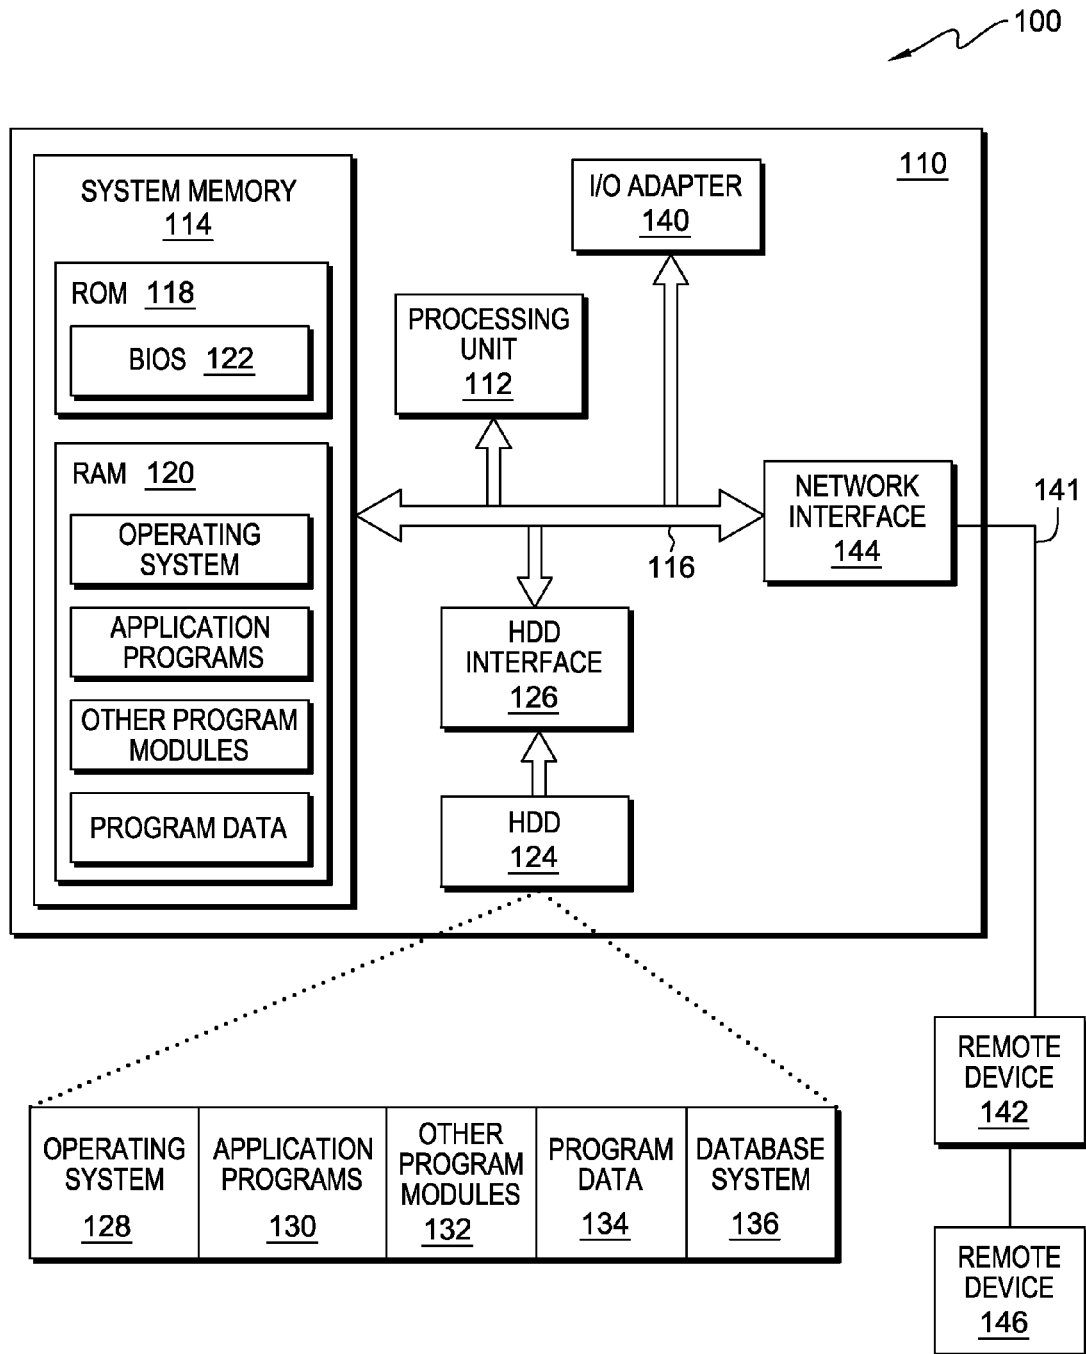 100
110
SYSTEM MEMORY
114
ROM 118
BIOS 122
RAM 120
OPERATING
SYSTEM
APPLICATION
PROGRAMS
OTHER PROGRAM
MODULES
PROGRAM DATA
I/O ADAPTER
140
PROCESSING
UNIT
112
116
NETWORK
INTERFACE
144
141
HDD
INTERFACE
126
HDD
124
OPERATING
SYSTEM
128
APPLICATION
PROGRAMS
130
OTHER
PROGRAM
MODULES
132
PROGRAM
DATA
134
DATABASE
SYSTEM
136
REMOTE
DEVICE
142
REMOTE
DEVICE
146